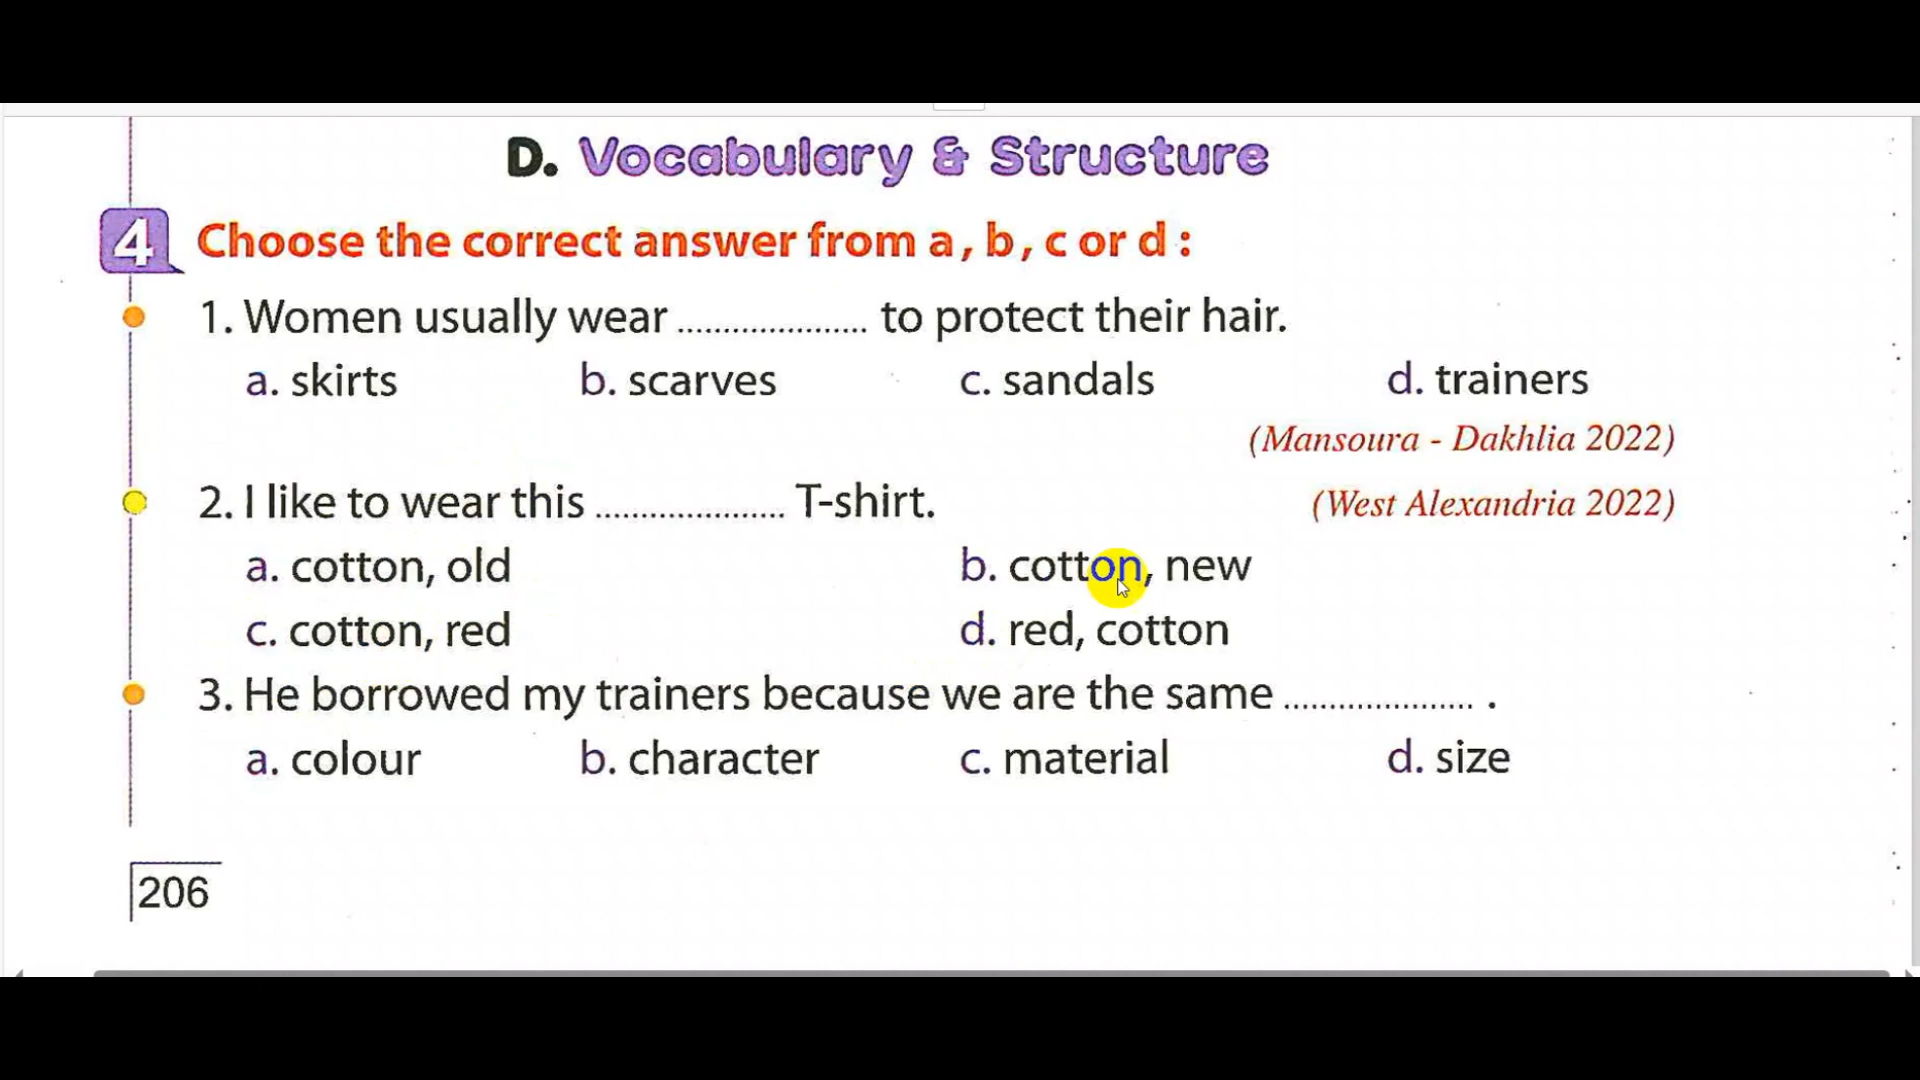 D. Vocabulary & Structure
4 Choose the correct answer from a, b, c or d :
1. Women usually wear .................... to protect their hair.
a. skirts b. scarves c. sandals d. trainers
(Mansoura - Dakhlia 2022)
2. I like to wear this .................... T-shirt. (West Alexandria 2022)
a. cotton, old b. cotton, new
c. cotton, red d. red, cotton
3. He borrowed my trainers because we are the same .................... .
a. colour b. character c. material d. size
206